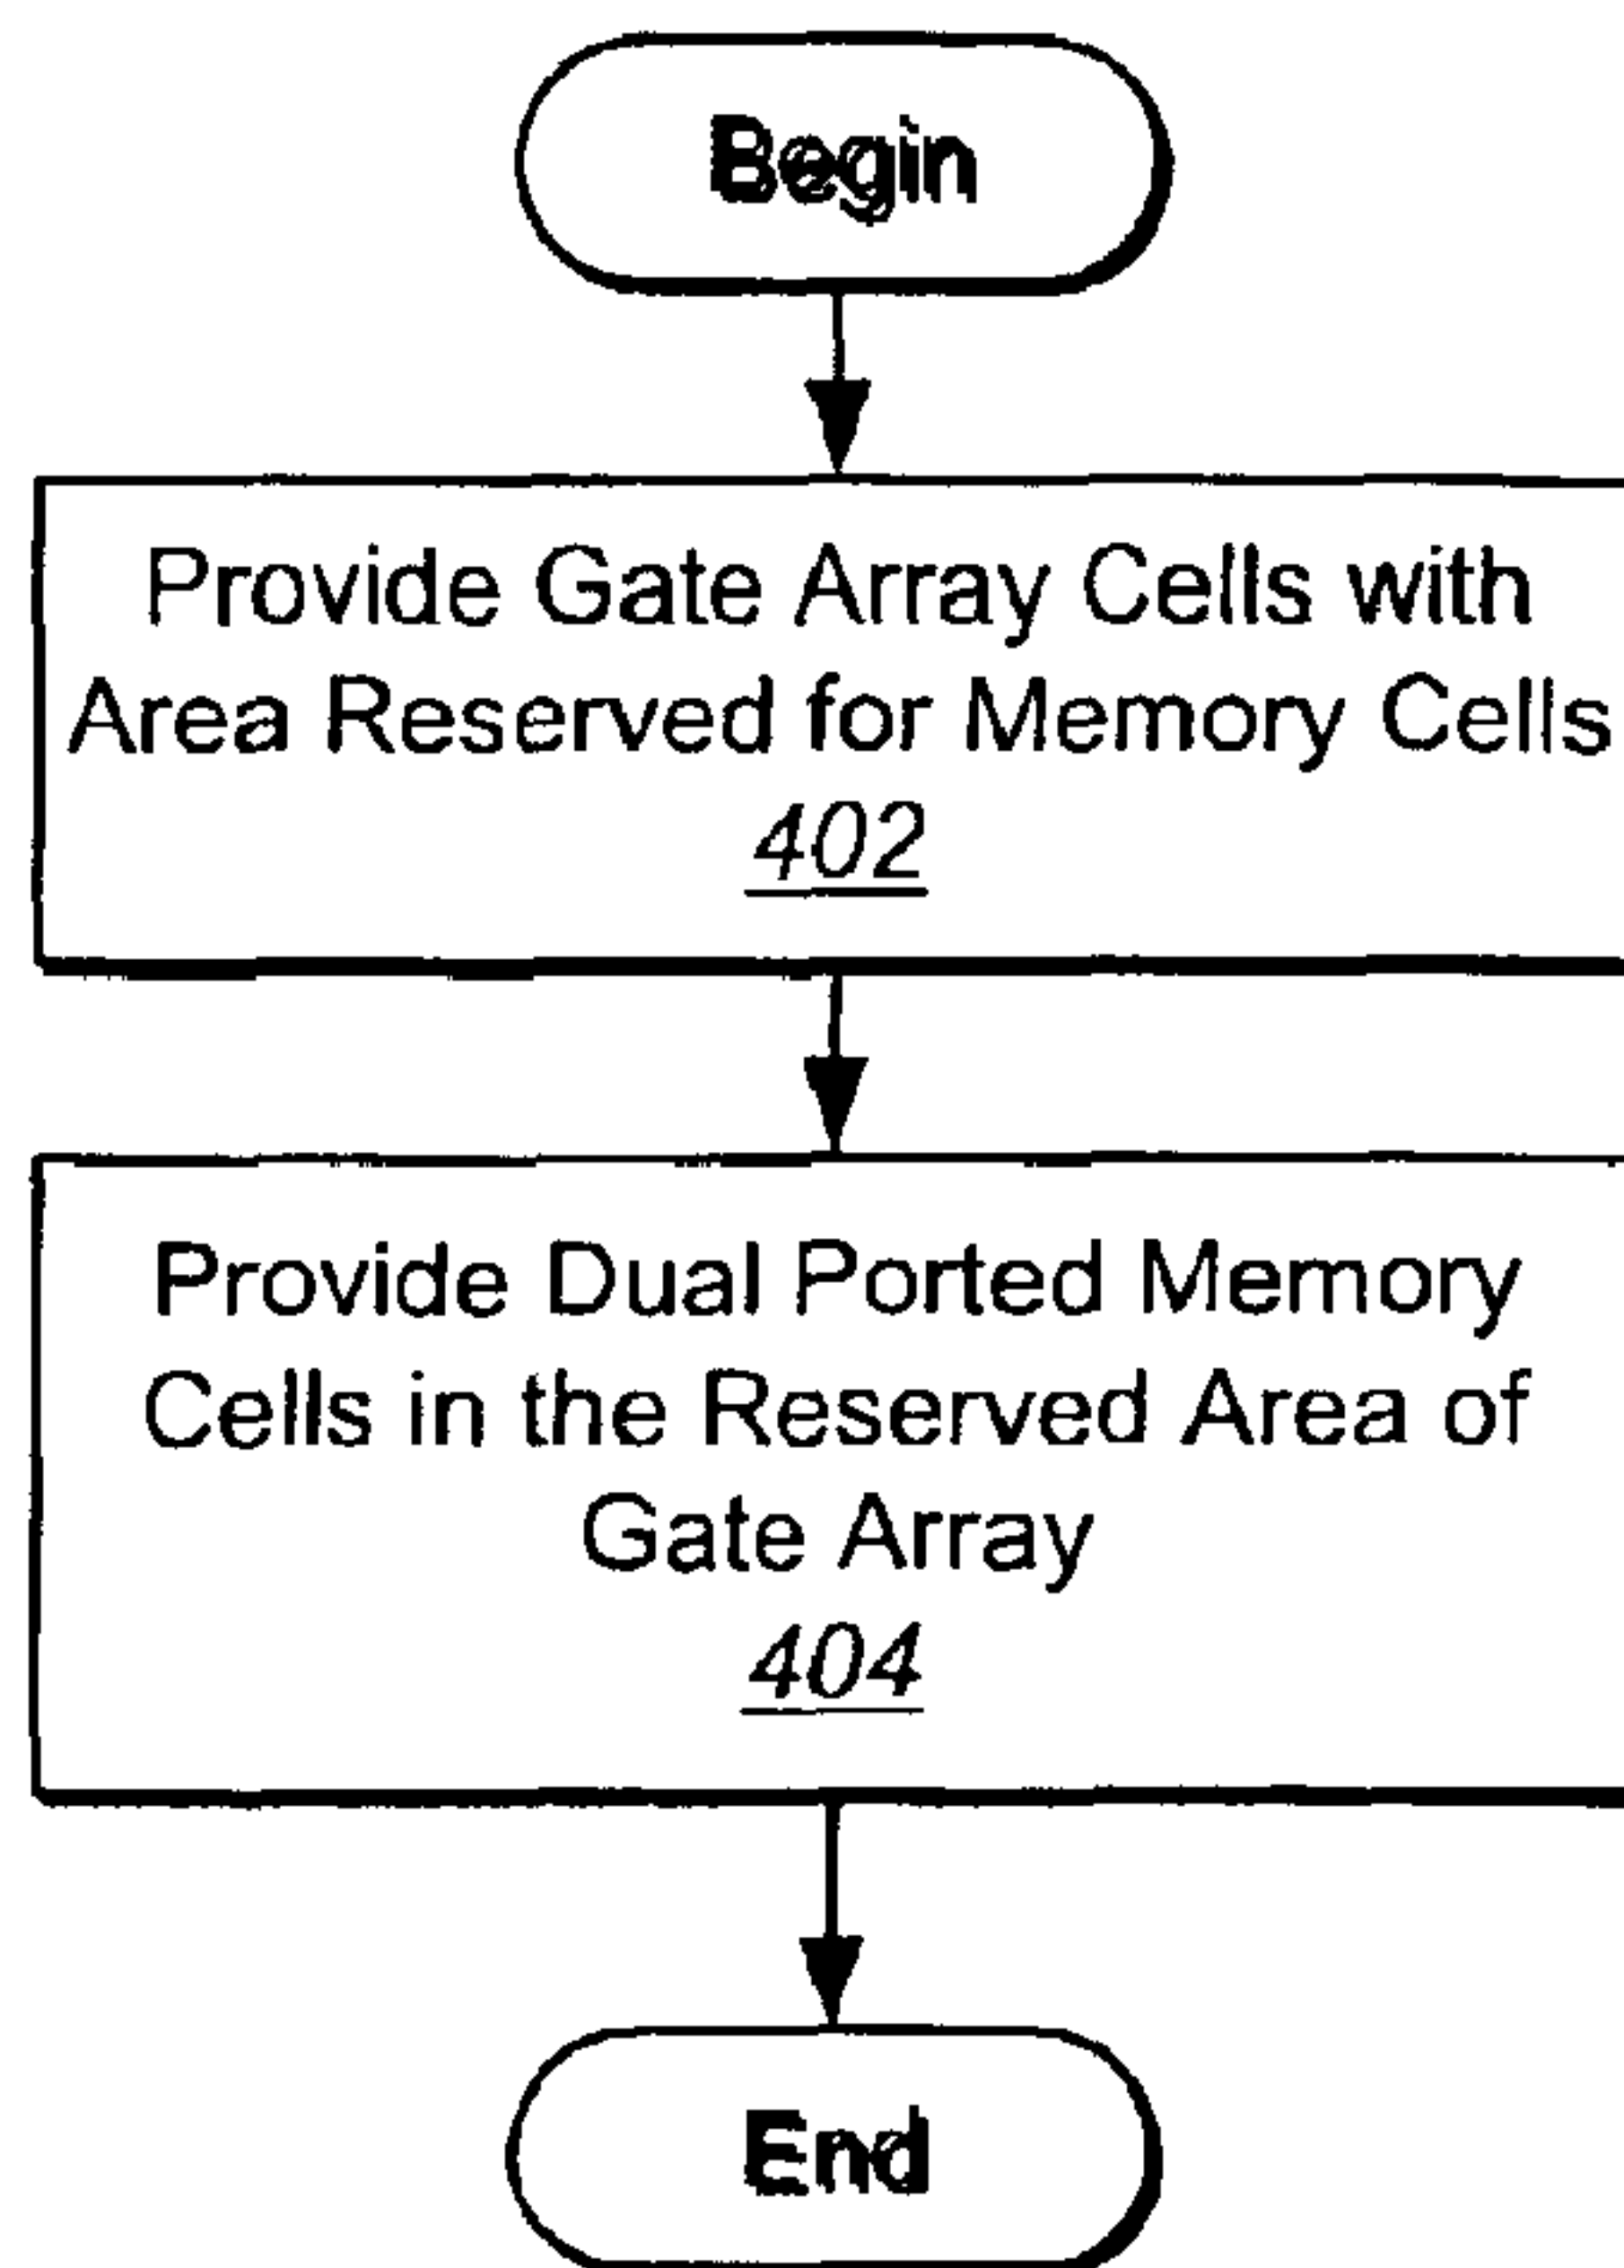 Begin
Provide Gate Array Cells with
Area Reserved for Memory Cells
402
Provide Dual Ported Memory
Cells in the Reserved Area of
Gate Array
404
End